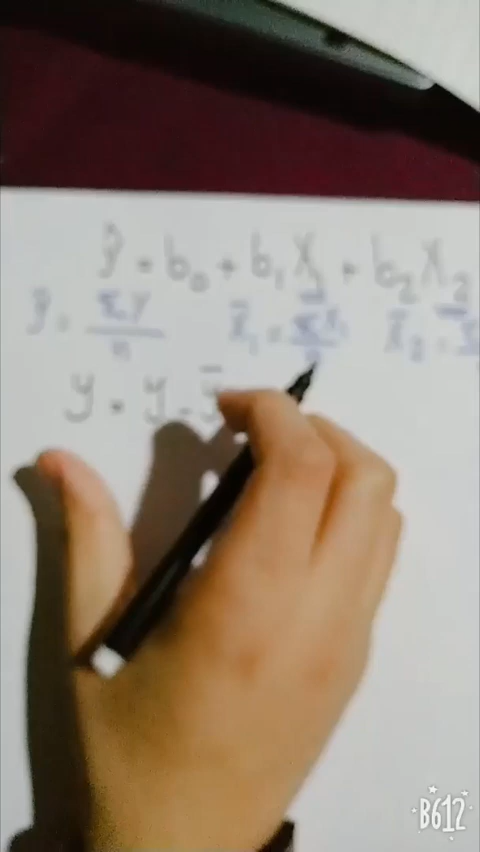 ŷ = b₀ + b₁X₁ + b₂X₂
ȳ = Σy/n X̄₁ = ΣX₁/n X̄₂ =
y = y - ȳ
B612